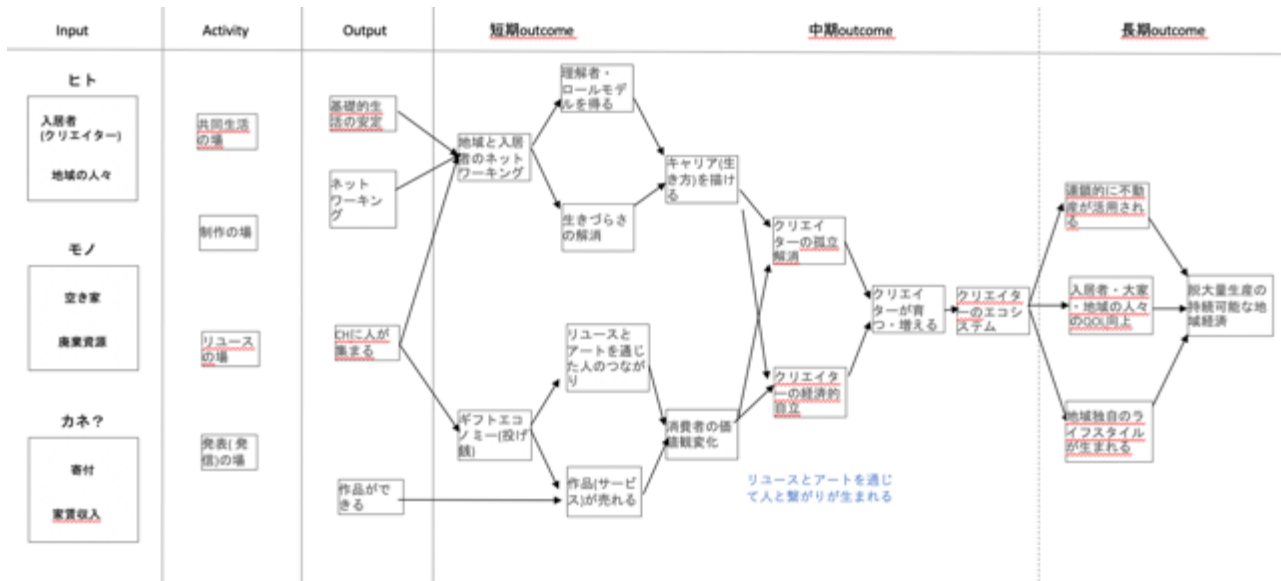 Input
Activity
Output
短期outcome
中期outcome
長期outcome
ヒト
入居者
(クリエイター)
地域の人々
モノ
空き家
廃棄資源
カネ？
寄付
家賃収入
共同生活
の場
制作の場
リユース
の場
発表(発
信)の場
基礎的生
活の安定
ネット
ワーキン
グ
CHに人が
集まる
作品がで
きる
地域と入居
者のネット
ワーキング
ギフトエコ
ノミー(投げ
銭)
理解者・
ロールモデ
ルを得る
生きづらさ
の解消
リユースと
アートを通じ
た人のつなが
り
作品(サービ
ス)が売れる
キャリア(生
き方)を描け
る
消費者の価
値観変化
クリエイ
ターの孤立
解消
クリエイタ
ーの経済的
自立
リユースとアートを通じ
て人と繋がりが生まれる
クリエイ
ターが育
つ・増える
クリエイタ
ーのエコシ
ステム
連鎖的に不動
産が活用され
る
入居者・大家
・地域の人々
のQOL向上
地域独自のライ
フスタイル
が生まれる
脱大量生産の
持続可能な地
域経済